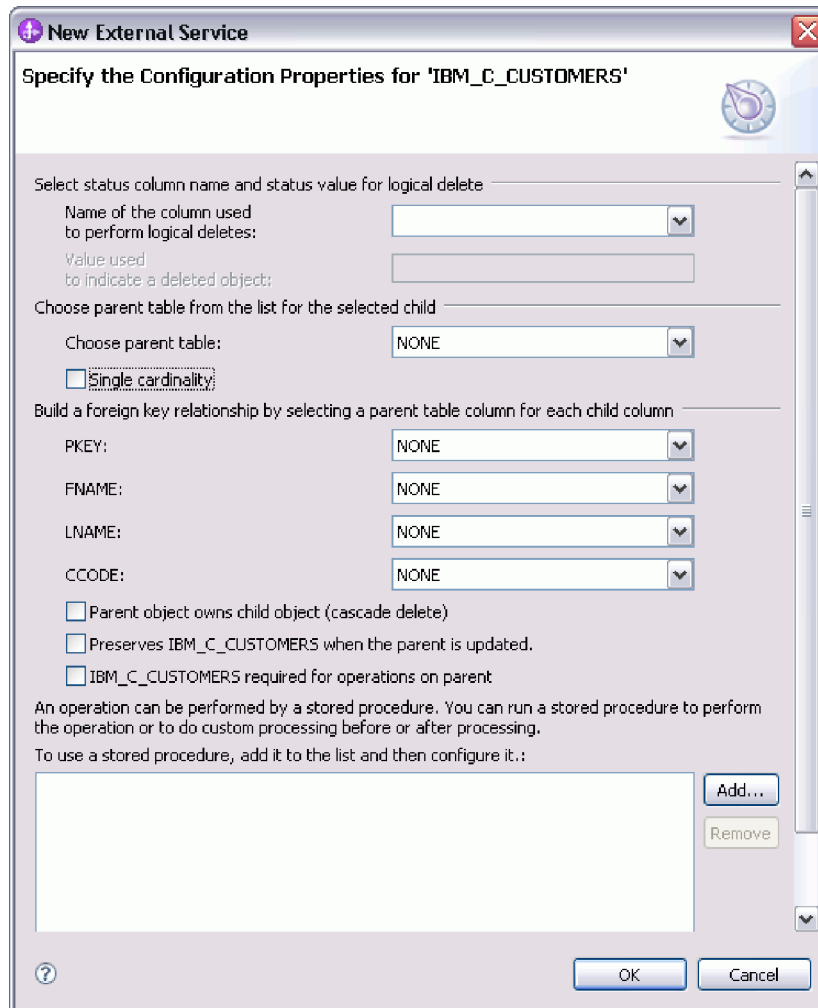 New External Service
Specify the Configuration Properties for 'IBM_C_CUSTOMERS'
Select status column name and status value for logical delete
Name of the column used
to perform logical deletes:
Value used
to indicate a deleted object:
Choose parent table from the list for the selected child
Choose parent table: NONE
Single cardinality
Build a foreign key relationship by selecting a parent table column for each child column
PKEY: NONE
FNAME: NONE
LNAME: NONE
CCODE: NONE
Parent object owns child object (cascade delete)
Preserves IBM_C_CUSTOMERS when the parent is updated.
IBM_C_CUSTOMERS required for operations on parent
An operation can be performed by a stored procedure. You can run a stored procedure to perform
the operation or to do custom processing before or after processing.
To use a stored procedure, add it to the list and then configure it.:
Add...
Remove
? OK Cancel